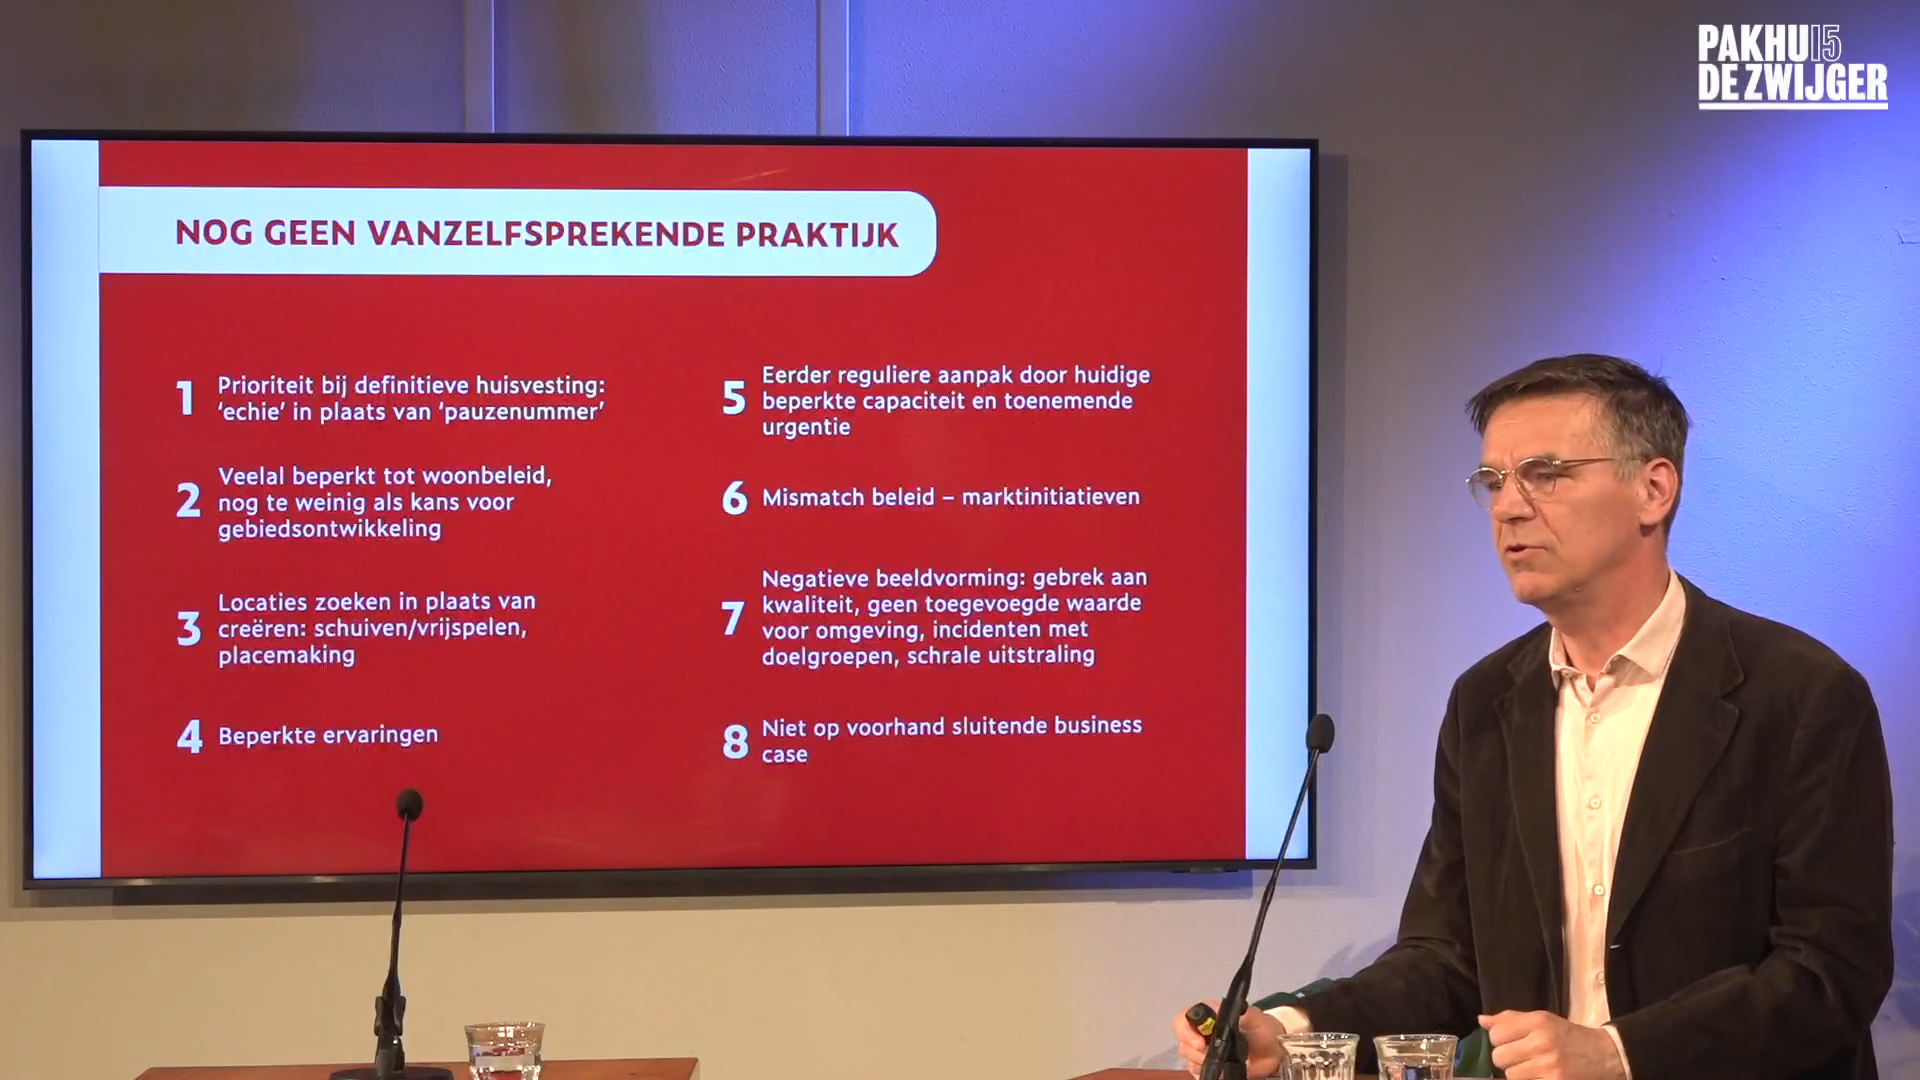 PAKHU15
DE ZWIJGER
NOG GEEN VANZELFSPREKENDE PRAKTIJK
1 Prioriteit bij definitieve huisvesting:
‘echie’ in plaats van ‘pauzenummer’
2 Veelal beperkt tot woonbeleid,
nog te weinig als kans voor
gebiedsontwikkeling
3 Locaties zoeken in plaats van
creëren: schuiven/vrijspelen,
placemaking
4 Beperkte ervaringen
5 Eerder reguliere aanpak door huidige
beperkte capaciteit en toenemende
urgentie
6 Mismatch beleid – marktinitiatieven
7 Negatieve beeldvorming: gebrek aan
kwaliteit, geen toegevoegde waarde
voor omgeving, incidenten met
doelgroepen, schrale uitstraling
8 Niet op voorhand sluitende business
case